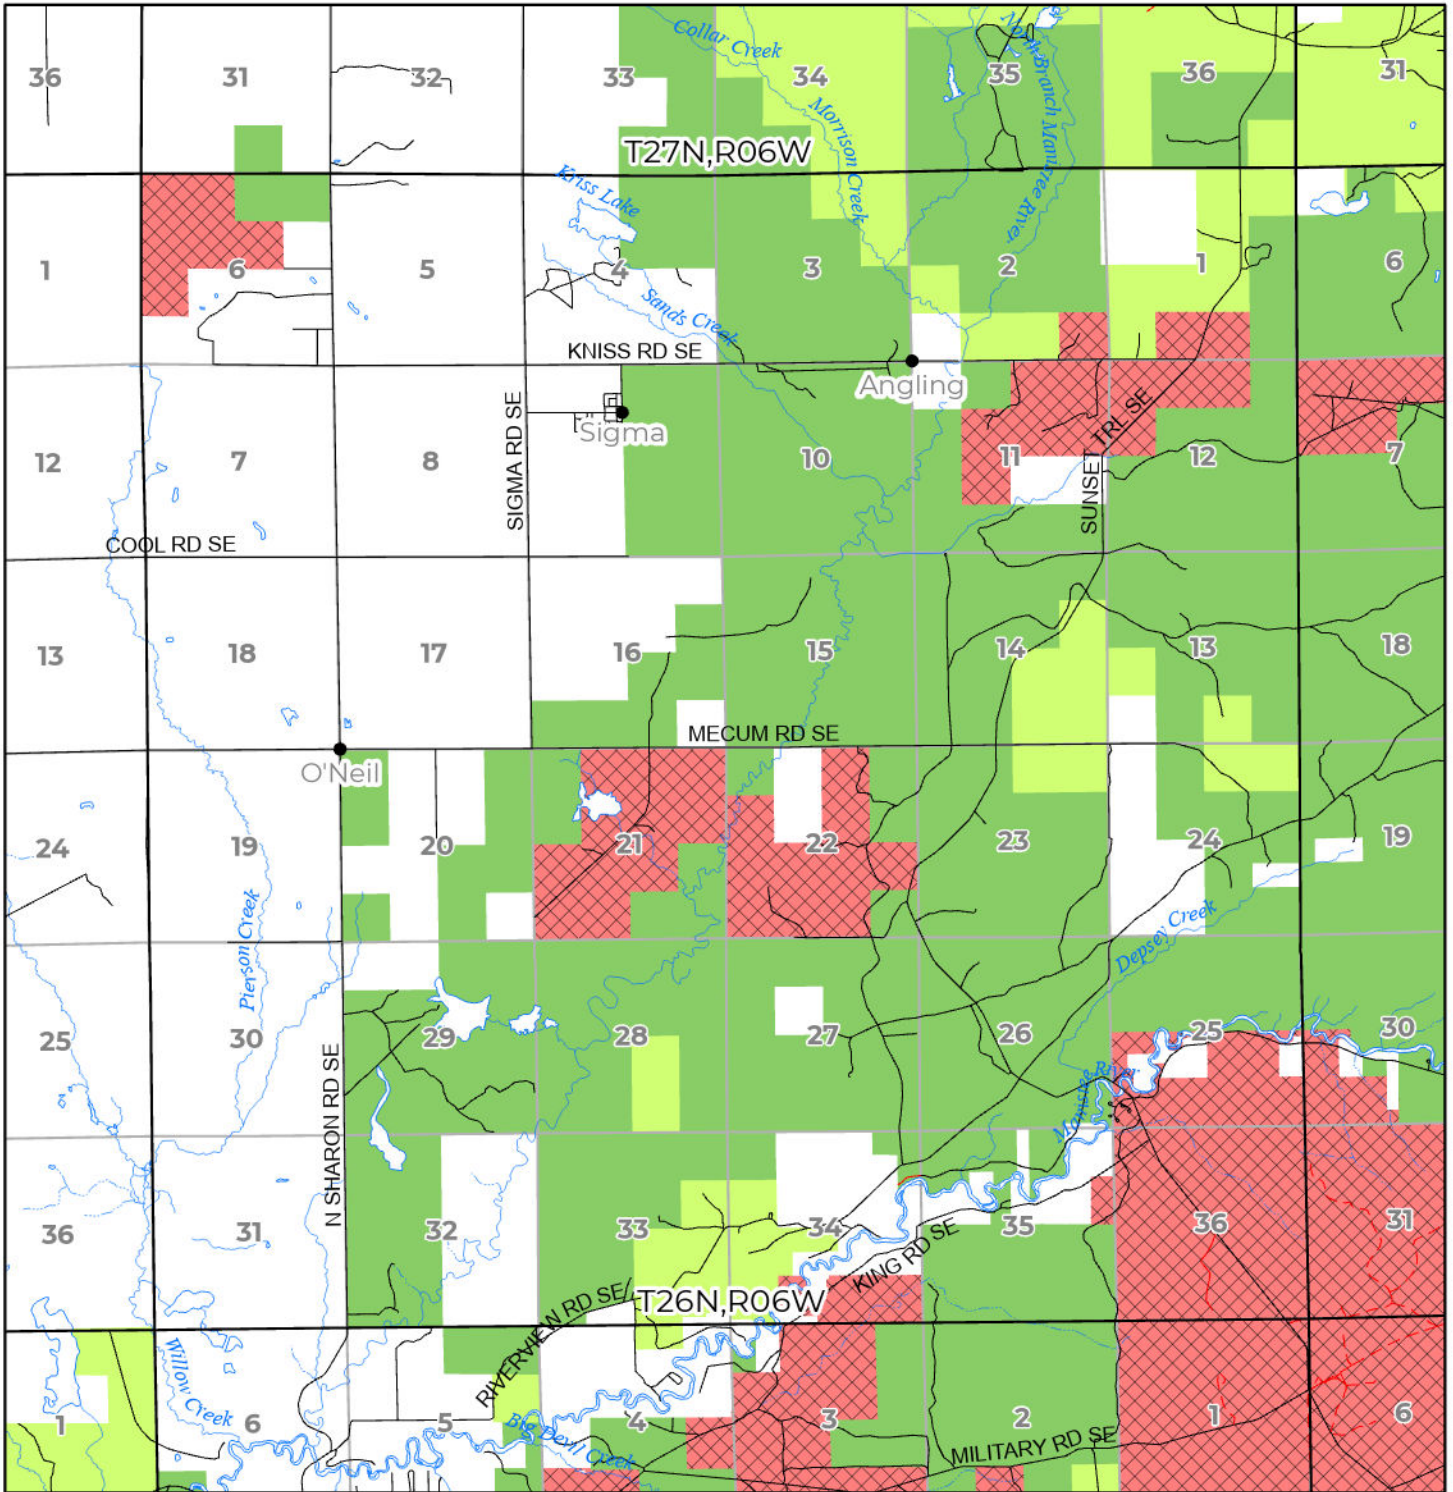 Collar Creek
North Branch Manistee River
36
31
32
33
34
35
36
31
Morrison Creek
T27N,R06W
Kriss Lake
1
6
5
4
3
2
1
6
Sands Creek
KNISS RD SE
Angling
SIGMA RD SE
Sigma
SUNSET TRL SE
12
7
8
10
11
12
7
COOL RD SE
13
18
17
16
15
14
13
18
MECUM RD SE
O'Neil
24
19
20
21
22
23
24
19
Pierson Creek
Depsey Creek
25
30
29
28
27
26
25
30
N SHARON RD SE
Manistee River
36
31
32
33
34
35
36
31
KING RD SE
RIVERVIEW RD SE
T26N,R06W
Willow Creek
1
6
5
4
3
2
1
6
Big Devil Creek
MILITARY RD SE